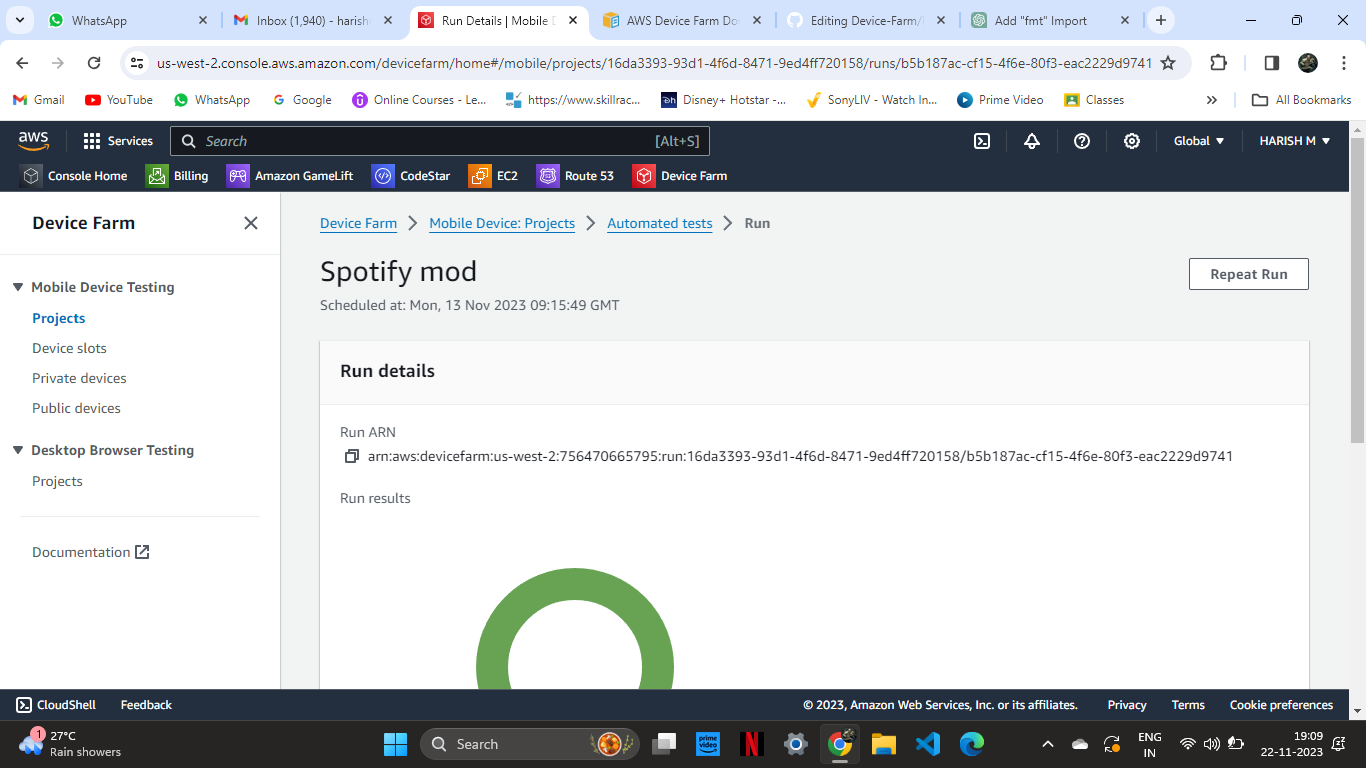 WhatsApp
Inbox (1,940) - harish
Run Details | Mobile D
AWS Device Farm Do
Editing Device-Farm/
Add "fmt" Import
us-west-2.console.aws.amazon.com/devicefarm/home#/mobile/projects/16da3393-93d1-4f6d-8471-9ed4ff720158/runs/b5b187ac-cf15-4f6e-80f3-eac2229d9741
Gmail
YouTube
WhatsApp
Google
Online Courses - Le...
https://www.skillrac...
Disney+ Hotstar -...
SonyLIV - Watch In...
Prime Video
Classes
All Bookmarks
aws
Services
Search
[Alt+S]
Global
HARISH M
Console Home
Billing
Amazon GameLift
CodeStar
EC2
Route 53
Device Farm
Device Farm
Mobile Device Testing
Projects
Device slots
Private devices
Public devices
Desktop Browser Testing
Projects
Documentation
Device Farm
Mobile Device: Projects
Automated tests
Run
Spotify mod
Repeat Run
Scheduled at: Mon, 13 Nov 2023 09:15:49 GMT
Run details
Run ARN
arn:aws:devicefarm:us-west-2:756470665795:run:16da3393-93d1-4f6d-8471-9ed4ff720158/b5b187ac-cf15-4f6e-80f3-eac2229d9741
Run results
CloudShell
Feedback
© 2023, Amazon Web Services, Inc. or its affiliates.
Privacy
Terms
Cookie preferences
1
27°C
Rain showers
Search
prime video
ENG
IN
19:09
22-11-2023